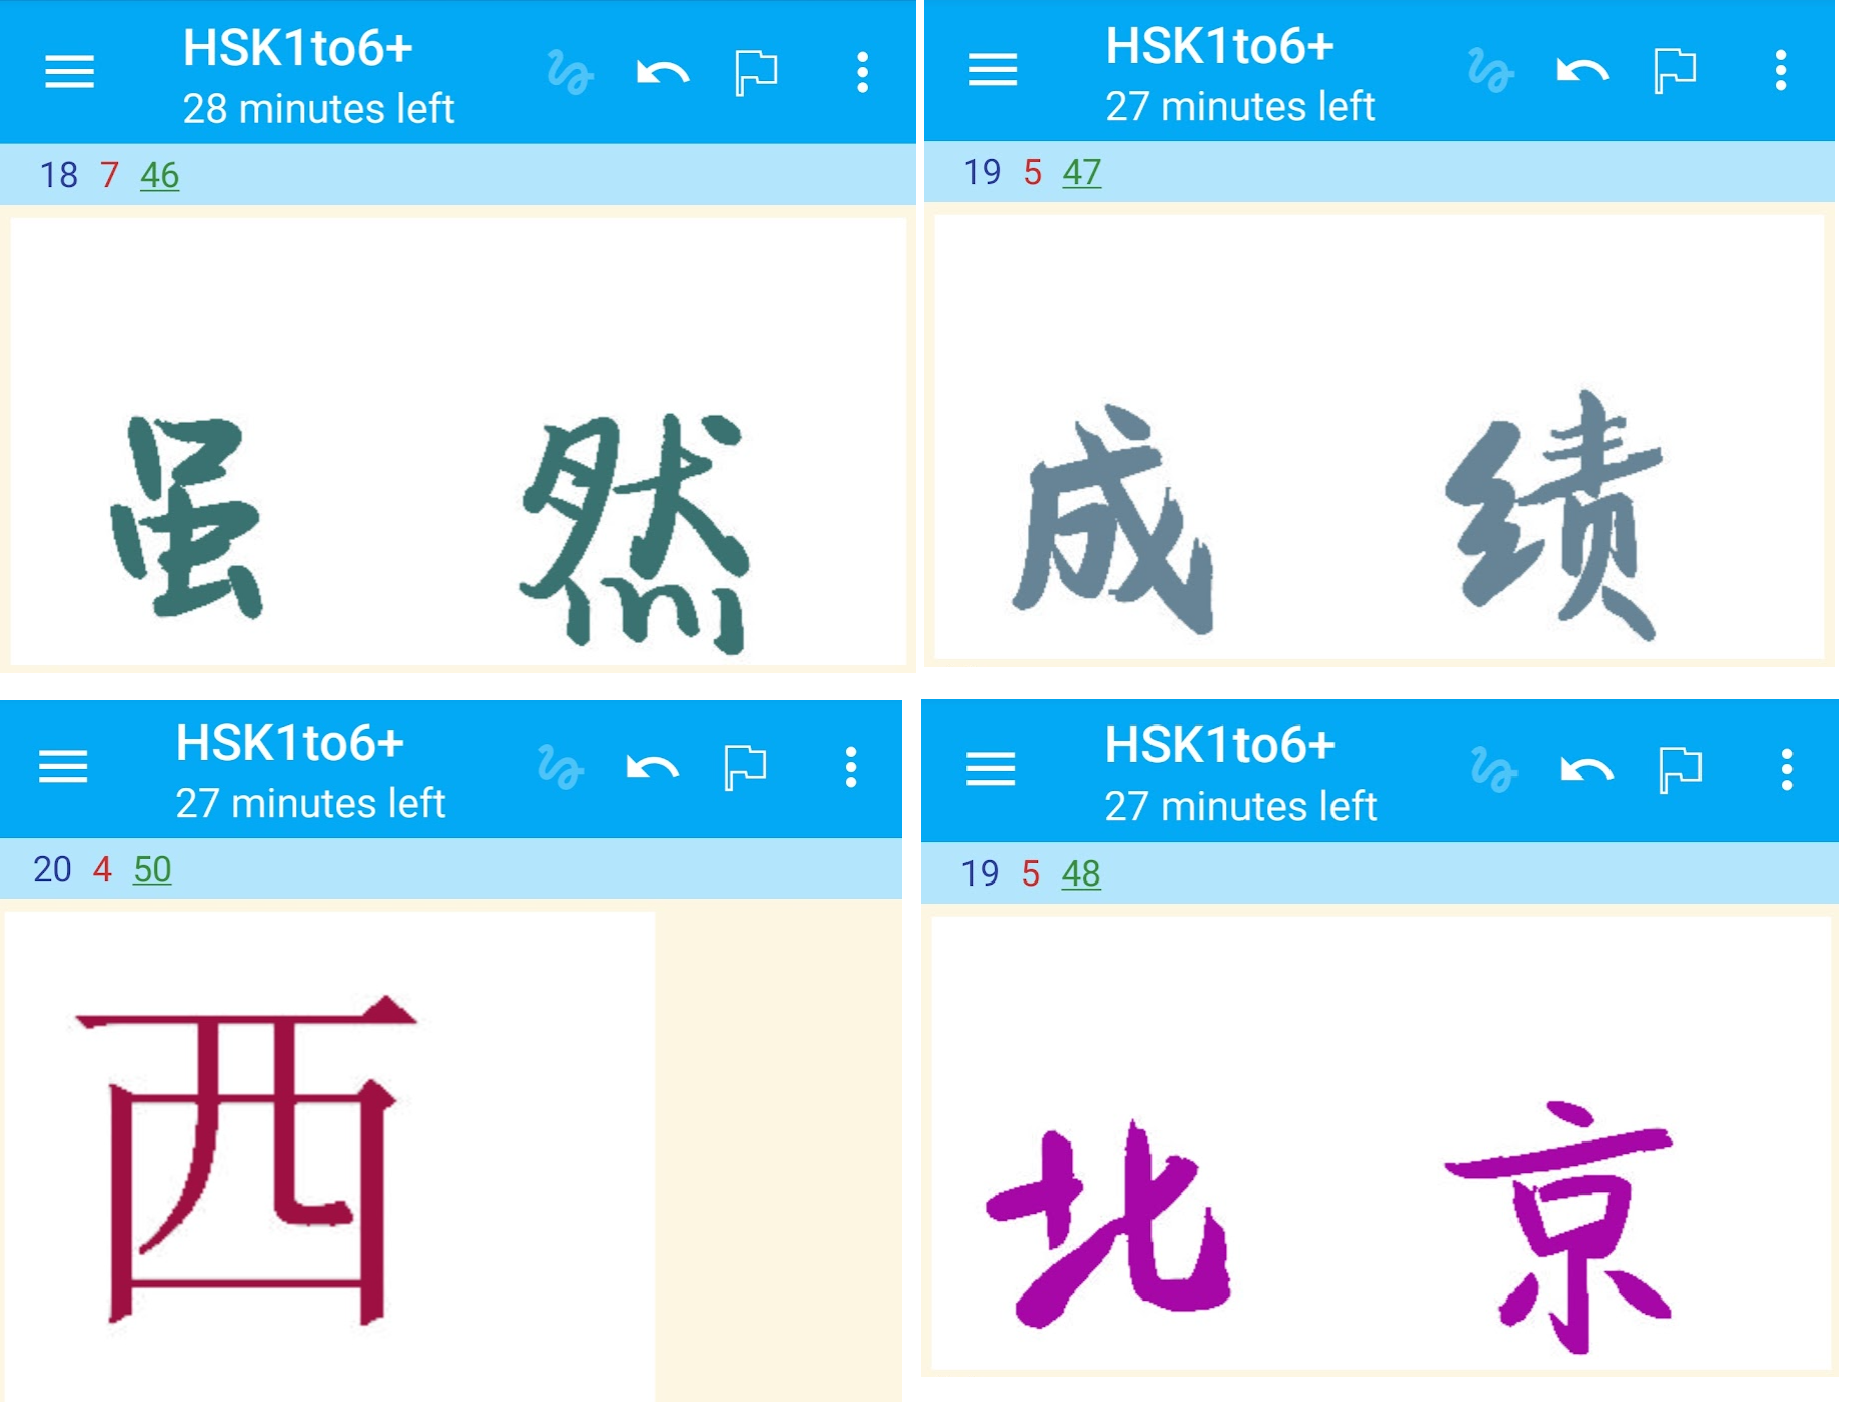 HSK1to6+
28 minutes left
18 7 46
虽然
HSK1to6+
27 minutes left
19 5 47
成绩
HSK1to6+
27 minutes left
20 4 50
西
HSK1to6+
27 minutes left
19 5 48
北京